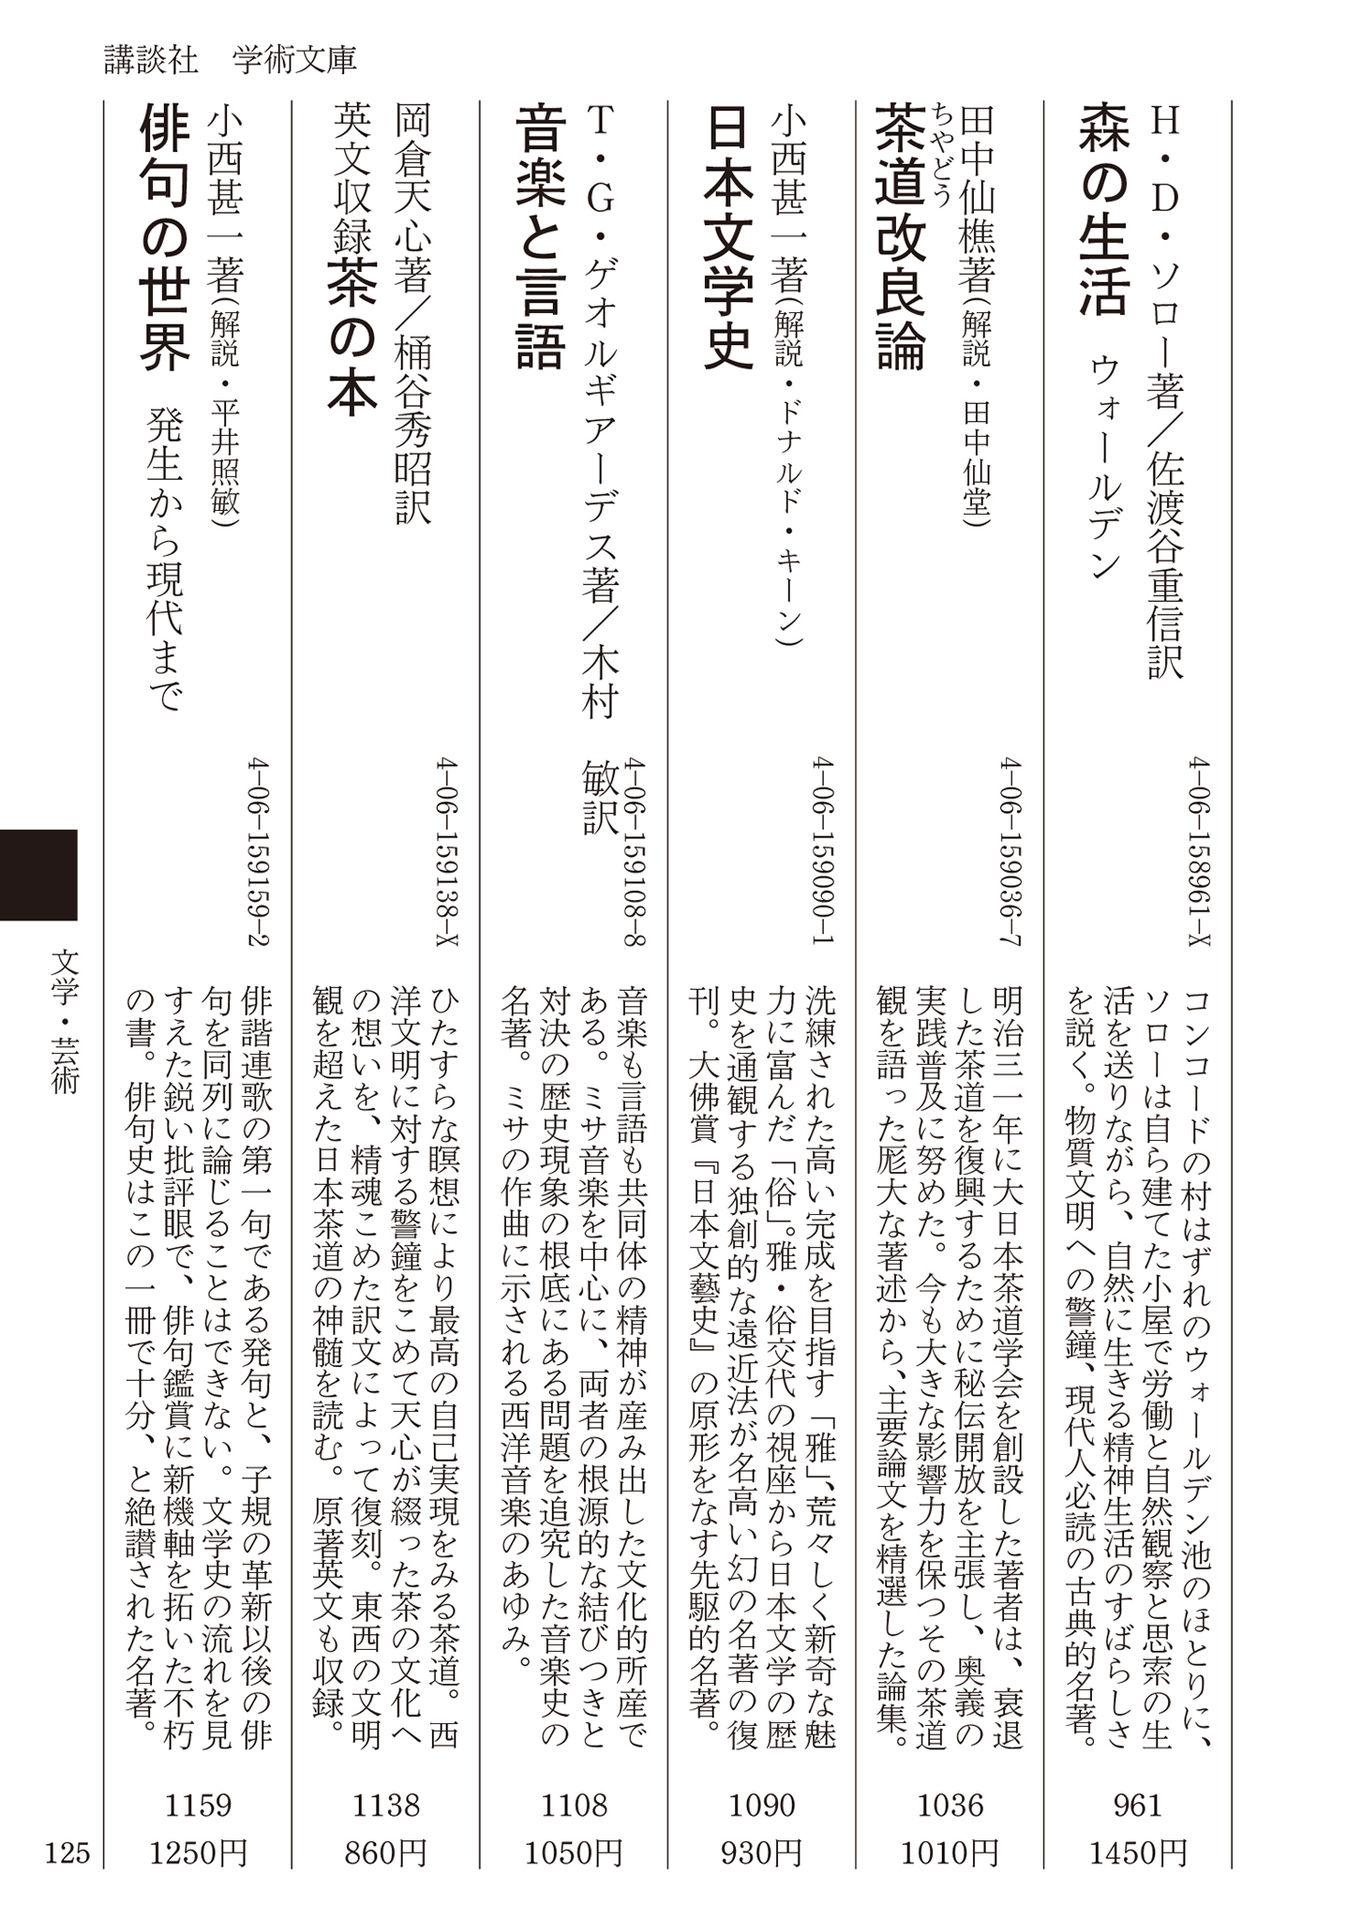 講談社　学術文庫
H・D・ソロー著／佐渡谷重信訳
森の生活　ウォールデン
4-06-158961-X
コンコードの村はずれのウォールデン池のほとりに、
ソローは自ら建てた小屋で労働と自然観察と思索の生
活を送りながら、自然に生きる精神生活のすばらしさ
を説く。物質文明への警鐘、現代人必読の古典的名著。
961
1450円
田中仙樵著（解説・田中仙堂）
ちやどう
茶道改良論
4-06-159036-7
明治三一年に大日本茶道学会を創設した著者は、衰退
した茶道を復興するために秘伝開放を主張し、奥義の
実践普及に努めた。今も大きな影響力を保つその茶道
観を語った厖大な著述から、主要論文を精選した論集。
1036
1010円
小西甚一著（解説・ドナルド・キーン）
日本文学史
4-06-159090-1
洗練された高い完成を目指す「雅」、荒々しく新奇な魅
力に富んだ「俗」。雅・俗交代の視座から日本文学の歴
史を通観する独創的な遠近法が名高い幻の名著の復
刊。大佛賞『日本文藝史』の原形をなす先駆的名著。
1090
930円
T・G・ゲオルギアーデス著／木村　敏訳
音楽と言語
4-06-159108-8
音楽も言語も共同体の精神が産み出した文化的所産で
ある。ミサ音楽を中心に、両者の根源的な結びつきと
対決の歴史現象の根底にある問題を追究した音楽史の
名著。ミサの作曲に示される西洋音楽のあゆみ。
1108
1050円
岡倉天心著／桶谷秀昭訳
英文収録茶の本
4-06-159138-X
ひたすらな瞑想により最高の自己実現をみる茶道。西
洋文明に対する警鐘をこめて天心が綴った茶の文化へ
の想いを、精魂こめた訳文によって復刻。東西の文明
観を超えた日本茶道の神髄を読む。原著英文も収録。
1138
860円
小西甚一著（解説・平井照敏）
俳句の世界　発生から現代まで
4-06-159159-2
俳諧連歌の第一句である発句と、子規の革新以後の俳
句を同列に論じることはできない。文学史の流れを見
すえた鋭い批評眼で、俳句鑑賞に新機軸を拓いた不朽
の書。俳句史はこの一冊で十分、と絶讃された名著。
1159
1250円
文学・芸術
125